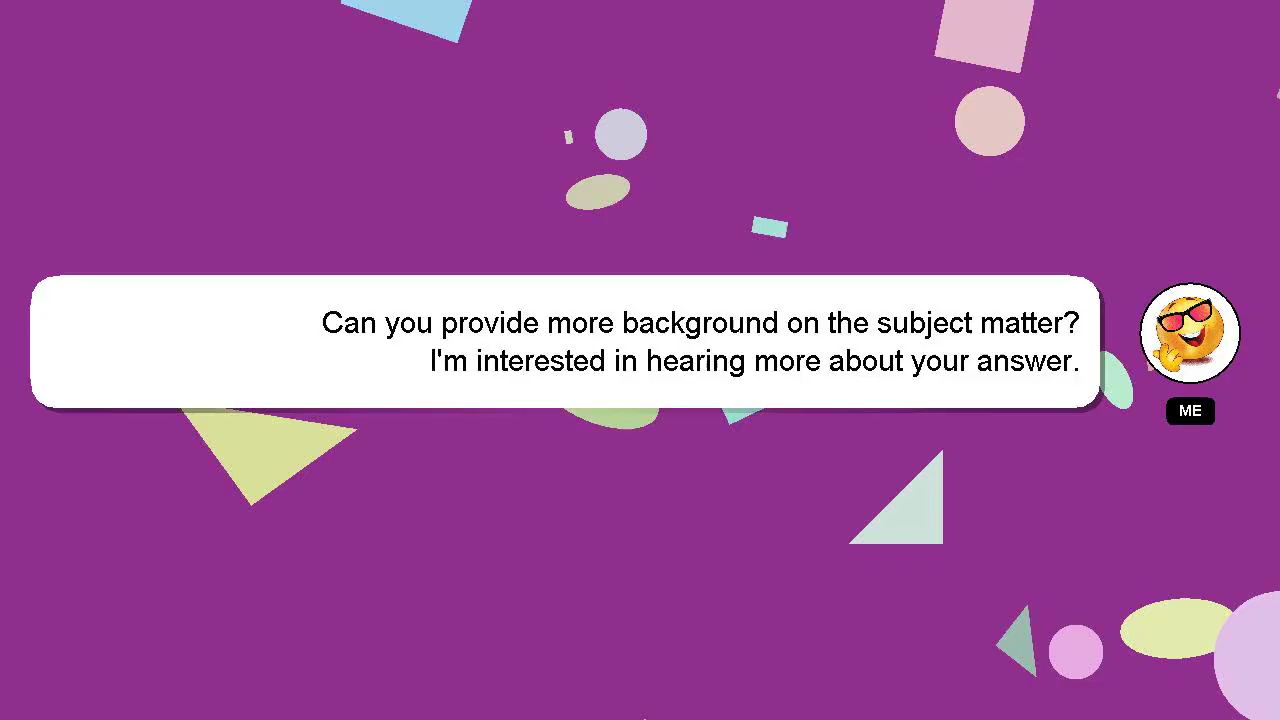 Can you provide more background on the subject matter?
I'm interested in hearing more about your answer.
ME